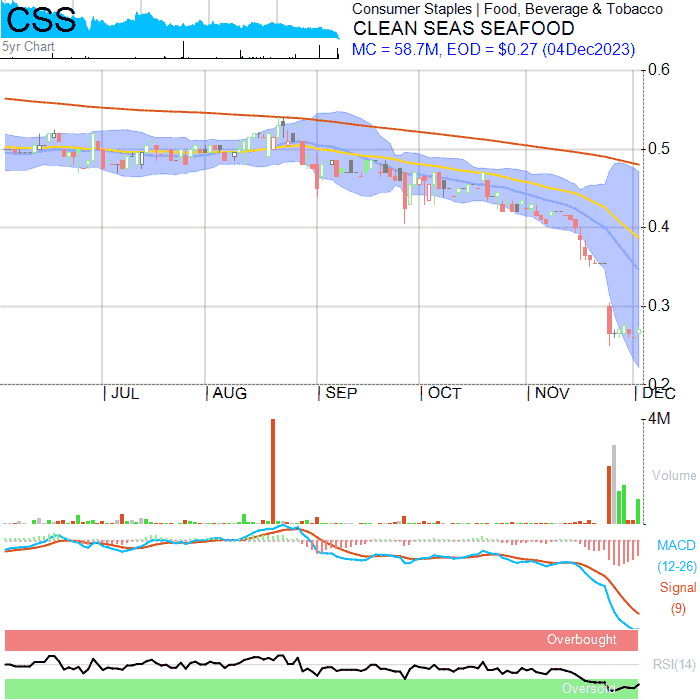 CSS
5yr Chart
Consumer Staples | Food, Beverage & Tobacco
CLEAN SEAS SEAFOOD
MC = 58.7M, EOD = $0.27 (04Dec2023)
0.6
0.5
0.4
0.3
0.2
JUL AUG SEP OCT NOV DEC
4M
Volume
MACD
(12-26)
Signal
(9)
Overbought
RSI(14)
Oversold